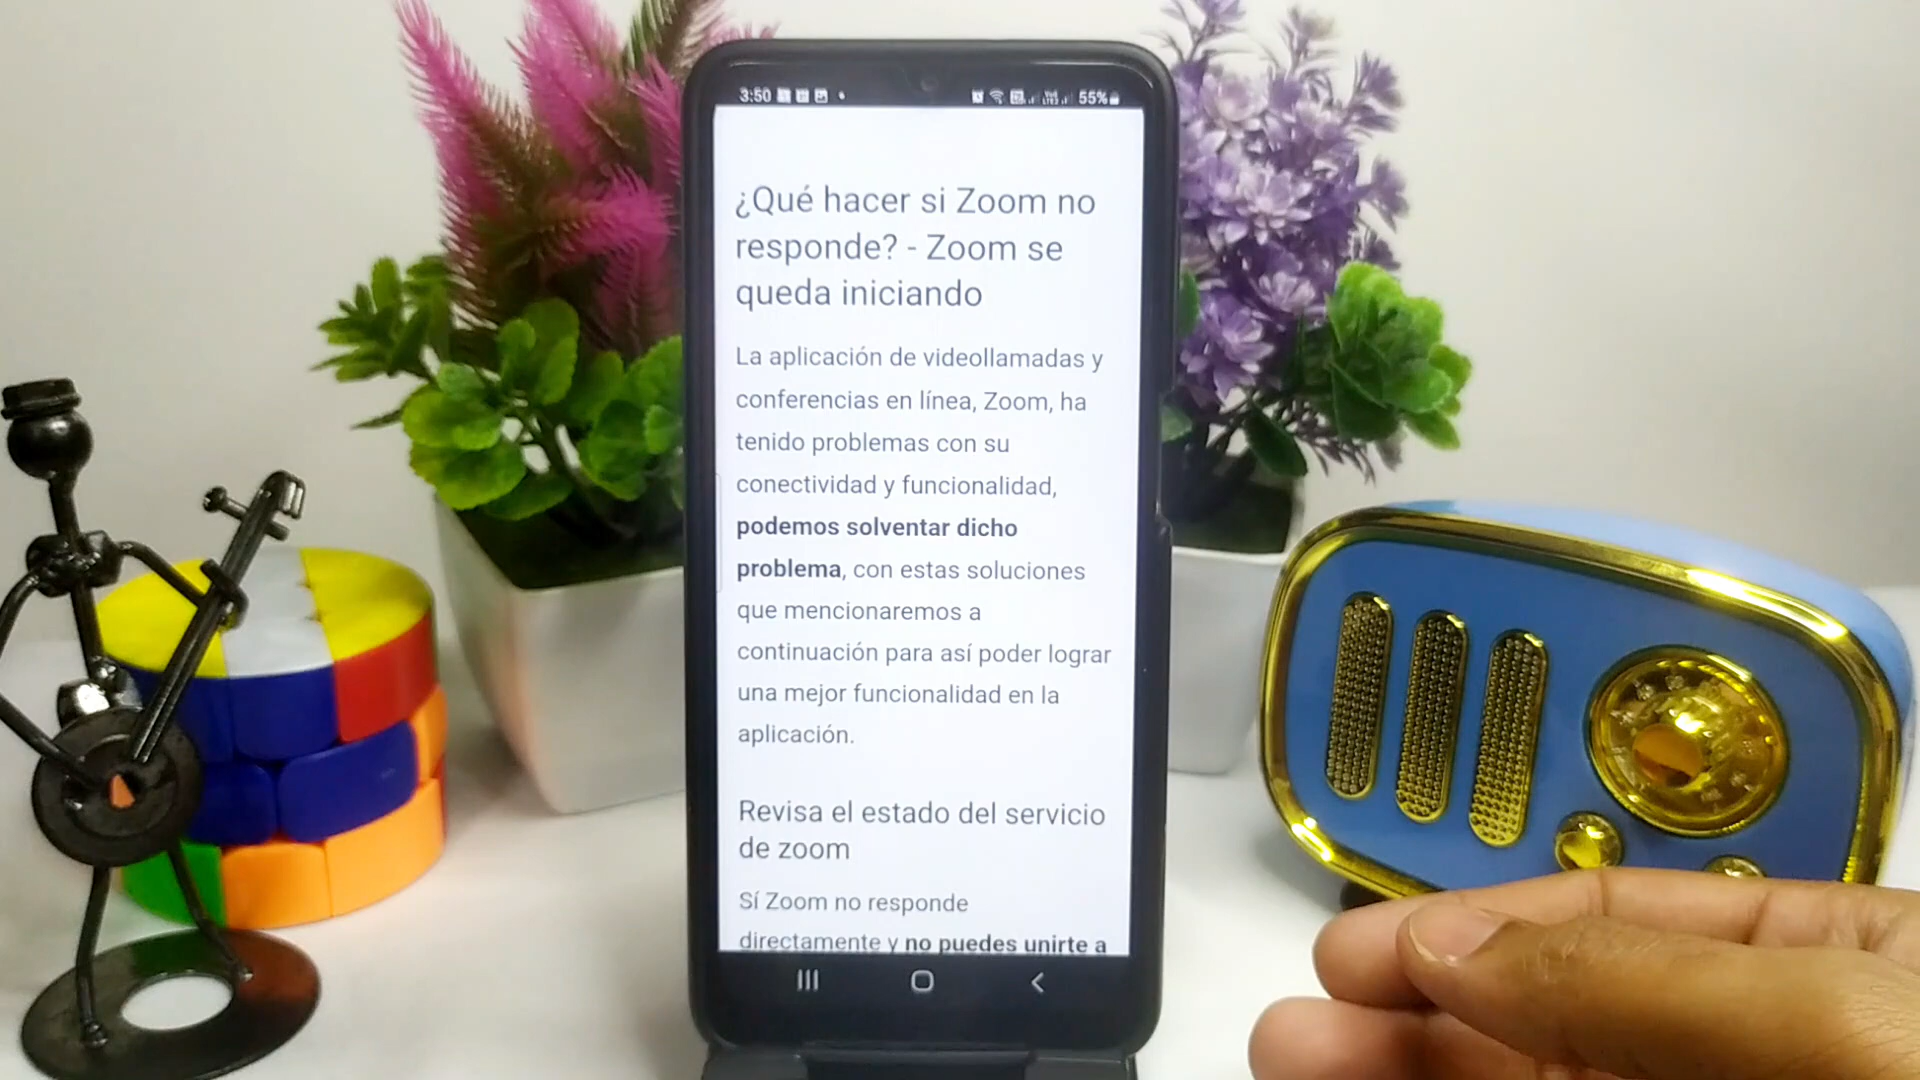 3:50
55%
¿Qué hacer si Zoom no
responde? - Zoom se
queda iniciando
La aplicación de videollamadas y
conferencias en línea, Zoom, ha
tenido problemas con su
conectividad y funcionalidad,
podemos solventar dicho
problema, con estas soluciones
que mencionaremos a
continuación para así poder lograr
una mejor funcionalidad en la
aplicación.
Revisa el estado del servicio
de zoom
Sí Zoom no responde
directamente y no puedes unirte a